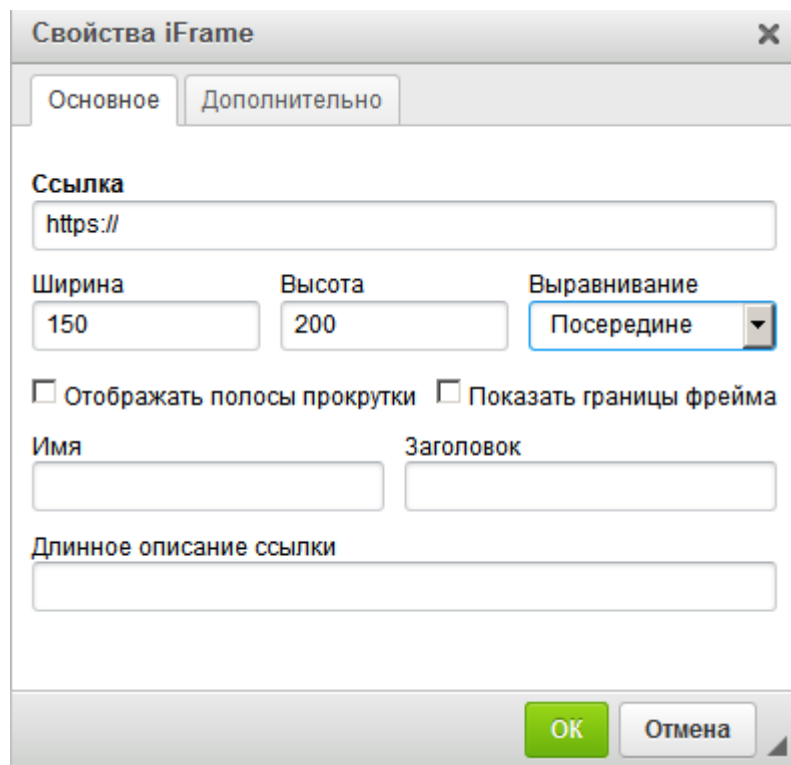 Свойства iFrame
Основное Дополнительно
Ссылка
https://
Ширина Высота Выравнивание
150 200 Посередине
Отображать полосы прокрутки Показать границы фрейма
Имя Заголовок
Длинное описание ссылки
ОК Отмена